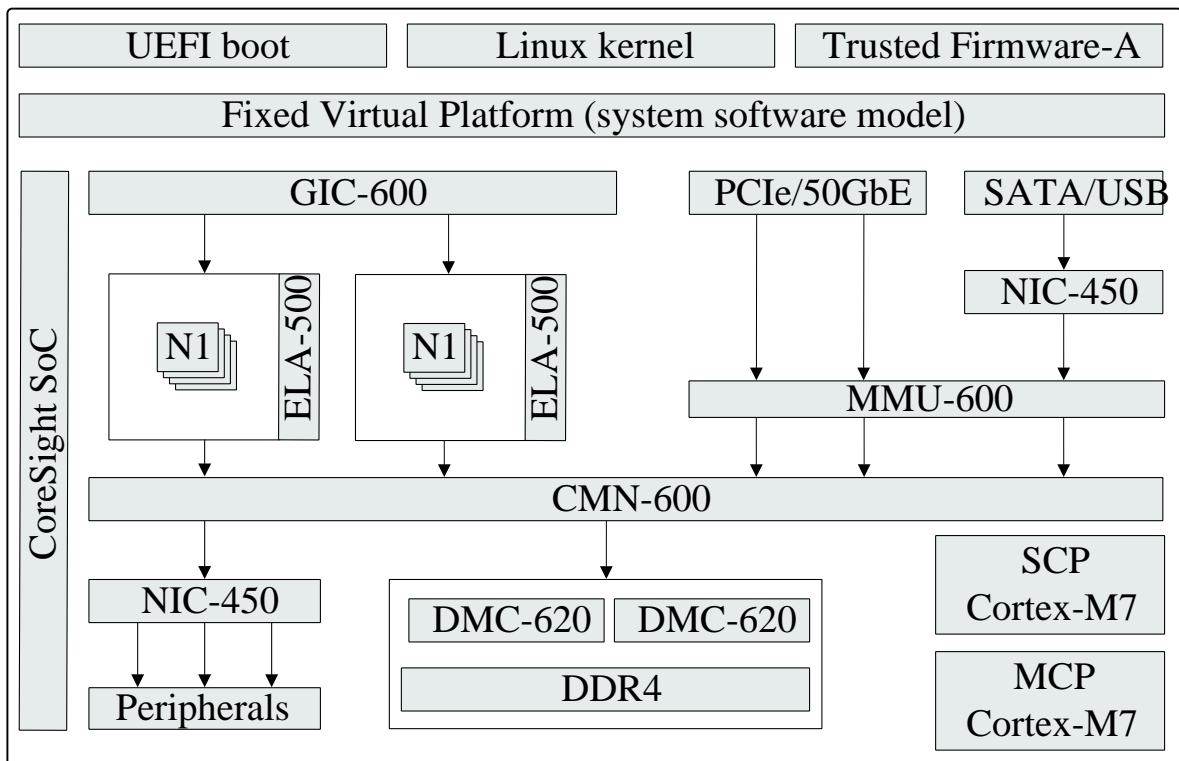 UEFI boot
Linux kernel
Trusted Firmware-A
Fixed Virtual Platform (system software model)
CoreSight SoC
GIC-600
PCIe/50GbE
SATA/USB
NIC-450
N1
ELA-500
N1
ELA-500
MMU-600
CMN-600
NIC-450
Peripherals
DMC-620
DMC-620
DDR4
SCP
Cortex-M7
MCP
Cortex-M7